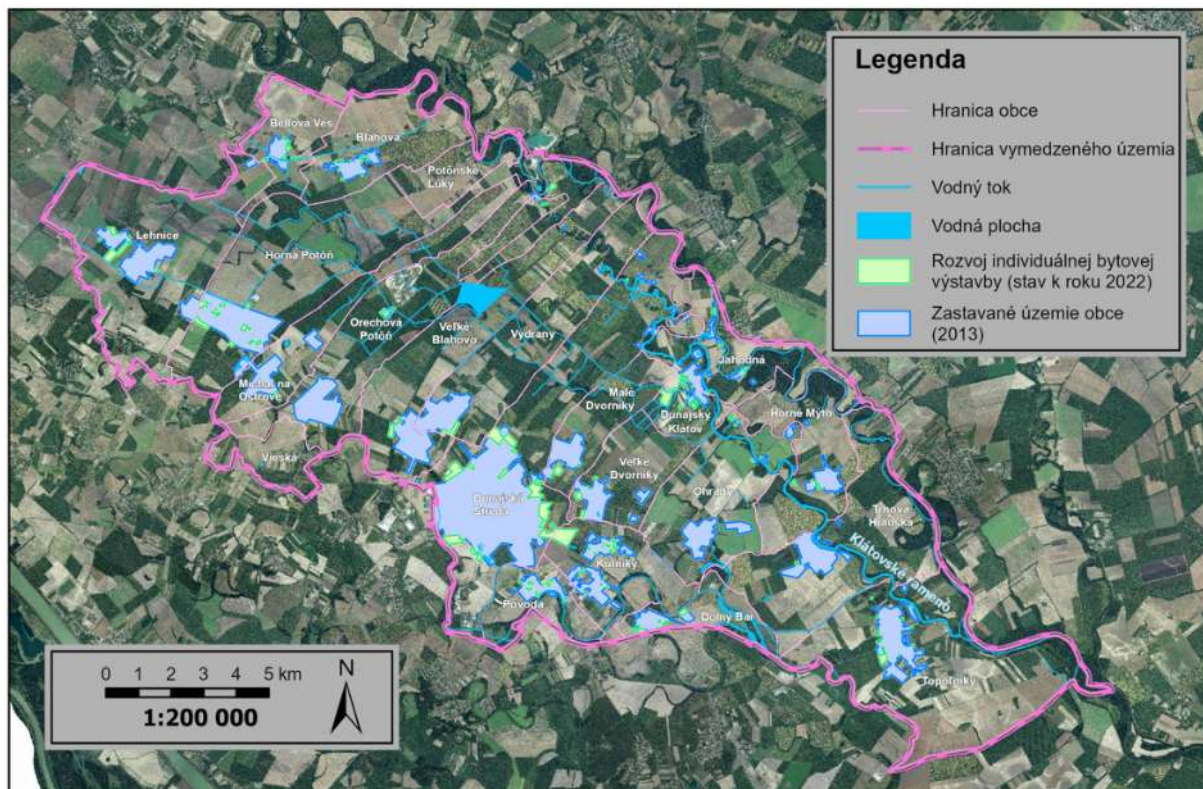 Legenda
Hranica obce
Hranica vymedzeného územia
Vodný tok
Vodná plocha
Rozvoj individuálnej bytovej
výstavby (stav k roku 2022)
Zastavané územie obce
(2013)
Bellova Ves
Blahová
Potônske
Lúky
Lehnice
Horná Potôň
Orechová
Potôň
Veľké
Blahovo
Vydrany
Jahodná
Michal na
Ostrove
Malé
Dvorníky
Dunajský
Klátov
Horné Mýto
Vieska
Veľké
Dvorníky
Ohrady
Dunajská
Streda
Trhová
Hradská
Kútniky
Klátovské rameno
Povoda
Dolný Bar
Topoľníky
0 1 2 3 4 5 km
1:200 000
N